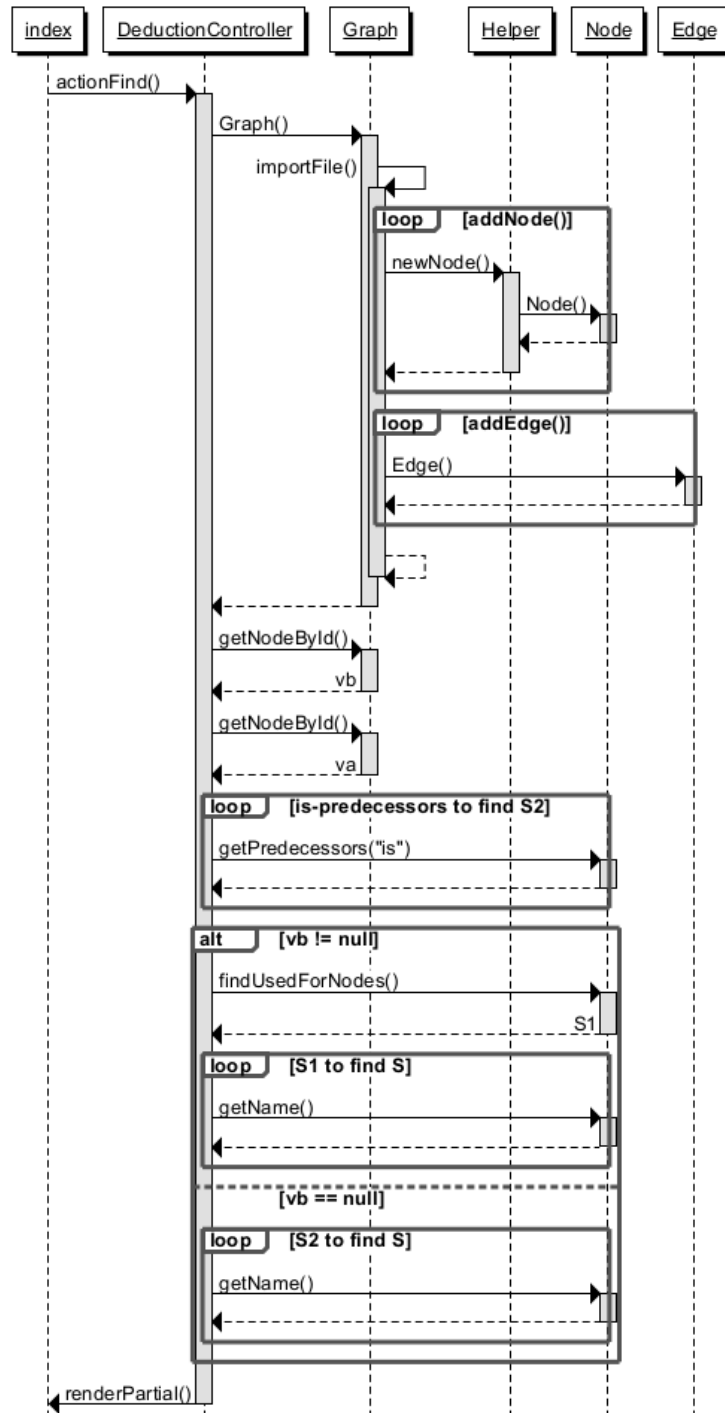 index DeductionController Graph Helper Node Edge
actionFind()
Graph()
importFile()
loop [addNode()]
newNode()
Node()
loop [addEdge()]
Edge()
getNodeById()
vb
getNodeById()
va
loop [is-predecessors to find S2]
getPredecessors("is")
alt [vb != null]
findUsedForNodes()
S1
loop [S1 to find S]
getName()
[vb == null]
loop [S2 to find S]
getName()
renderPartial()